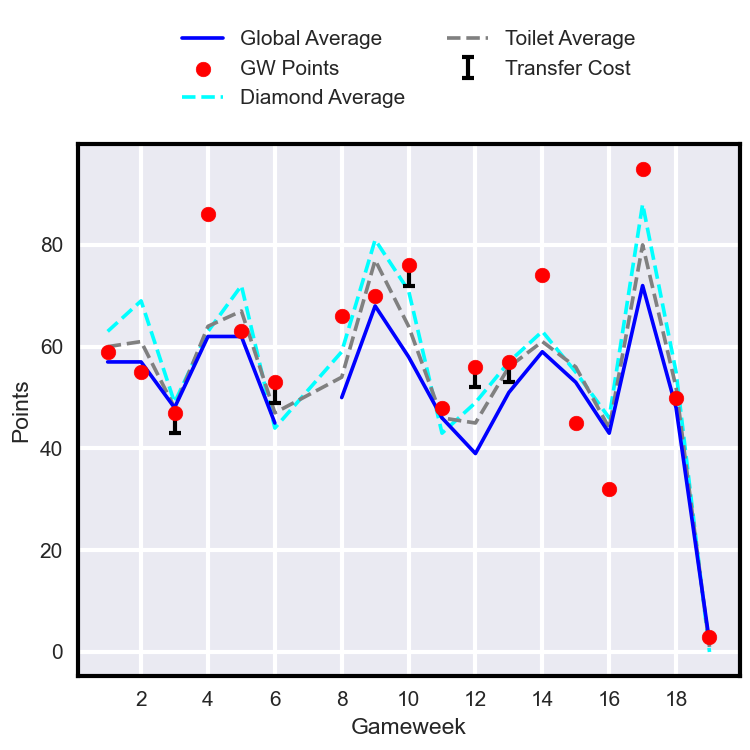 Global Average
GW Points
Diamond Average
Toilet Average
Transfer Cost
Points
80
60
40
20
0
2 4 6 8 10 12 14 16 18
Gameweek